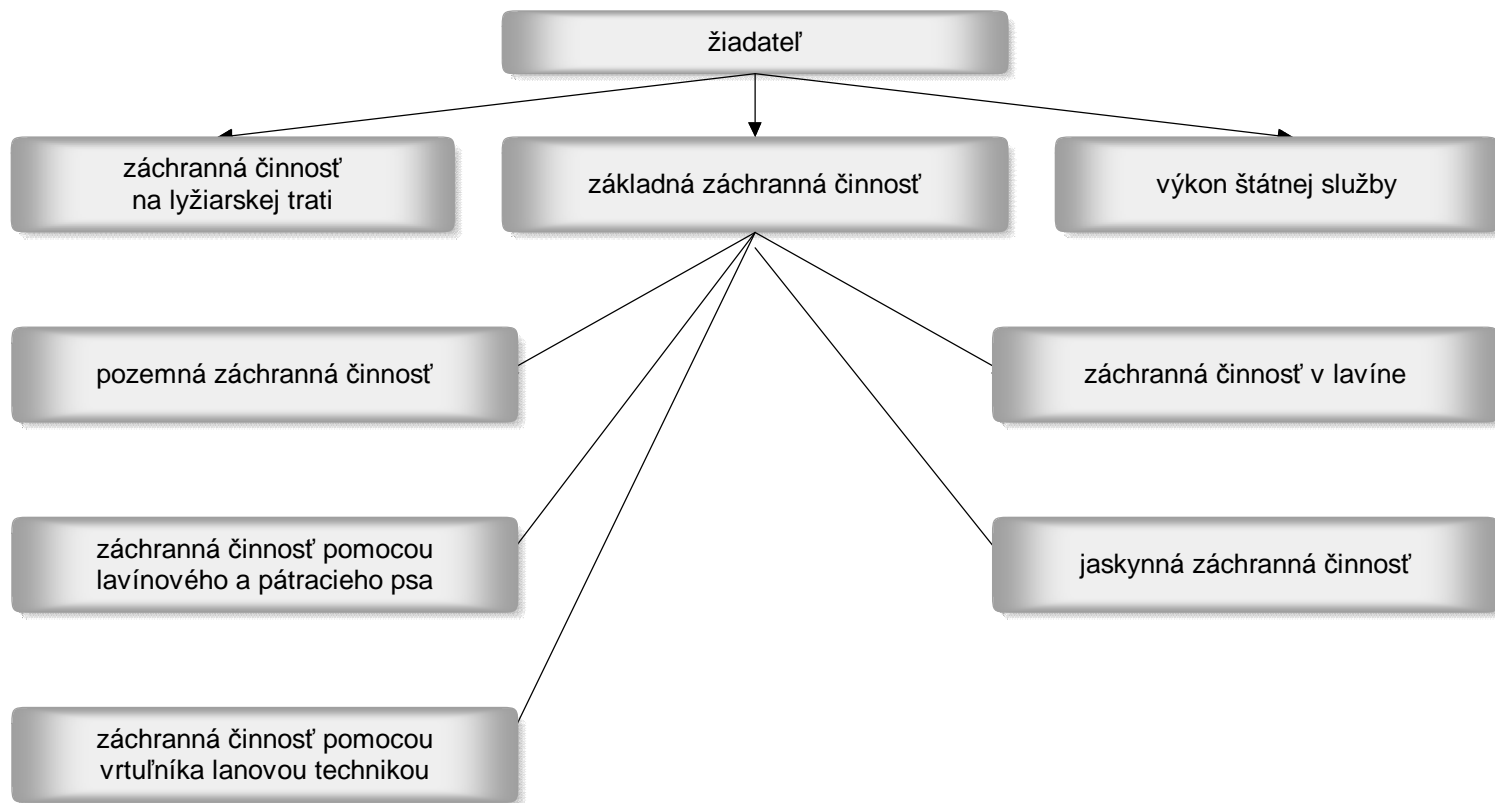 žiadateľ
záchranná činnosť
na lyžiarskej trati
základná záchranná činnosť
výkon štátnej služby
pozemná záchranná činnosť
záchranná činnosť v lavíne
záchranná činnosť pomocou
lavínového a pátracieho psa
jaskynná záchranná činnosť
záchranná činnosť pomocou
vrtuľníka lanovou technikou